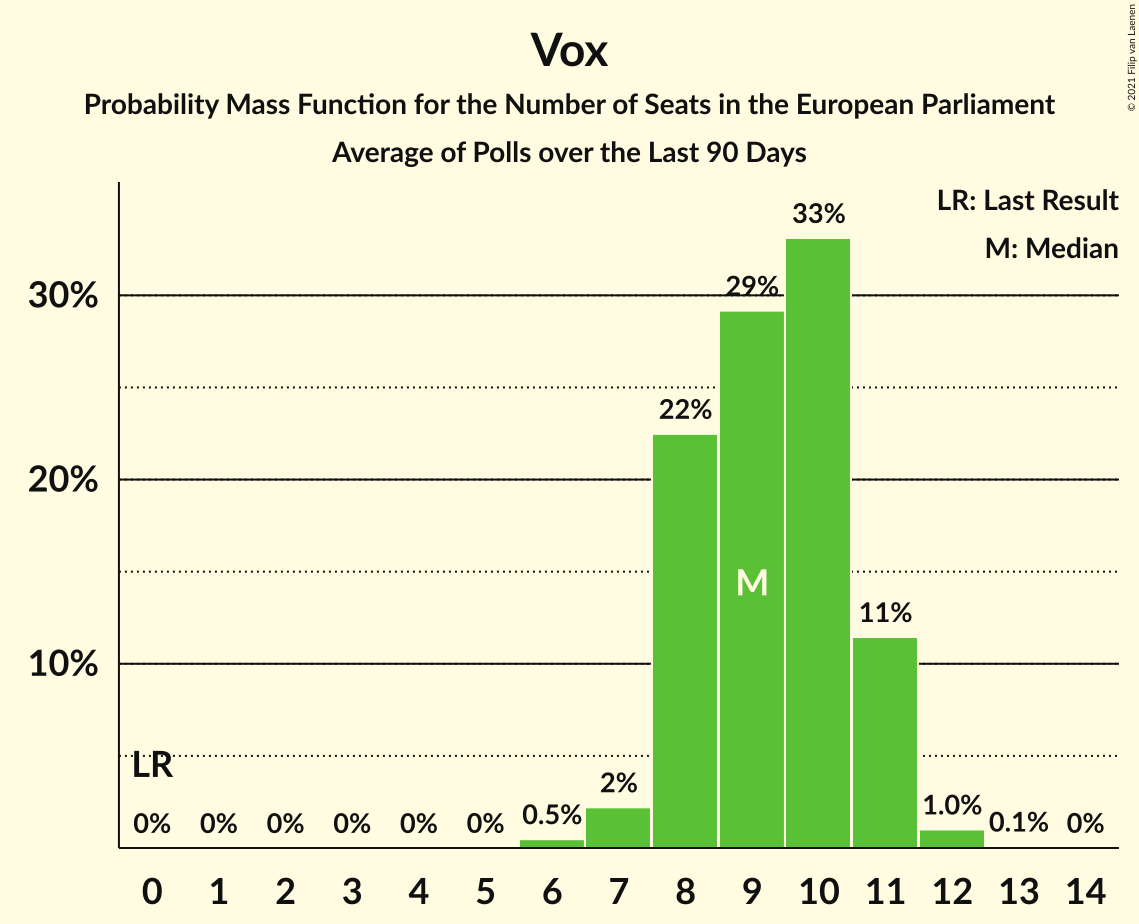 Vox
Probability Mass Function for the Number of Seats in the European Parliament
Average of Polls over the Last 90 Days
© 2021 Filip van Laenen
LR: Last Result
M: Median
30%
20%
10%
LR
0%
0%
0%
0%
0%
0%
0.5%
2%
22%
29%
M
33%
11%
1.0%
0.1%
0%
0 1 2 3 4 5 6 7 8 9 10 11 12 13 14